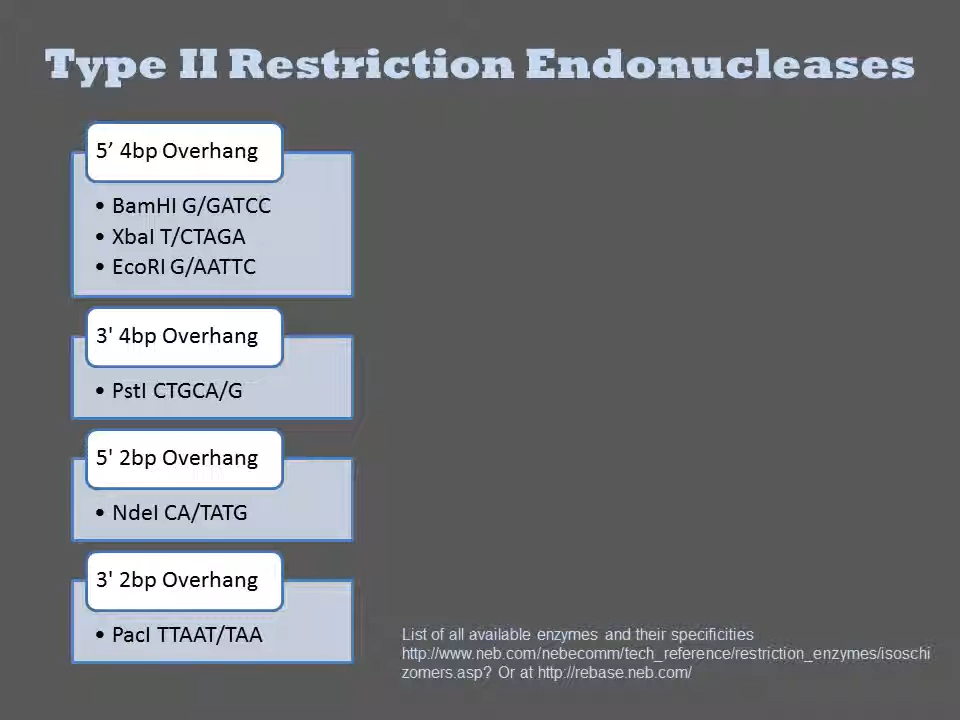 Type II Restriction Endonucleases
5’ 4bp Overhang
• BamHI G/GATCC
• XbaI T/CTAGA
• EcoRI G/AATTC
3' 4bp Overhang
• PstI CTGCA/G
5' 2bp Overhang
• NdeI CA/TATG
3' 2bp Overhang
• PacI TTAAT/TAA
List of all available enzymes and their specificities
http://www.neb.com/nebecomm/tech_reference/restriction_enzymes/isoschi
zomers.asp? Or at http://rebase.neb.com/